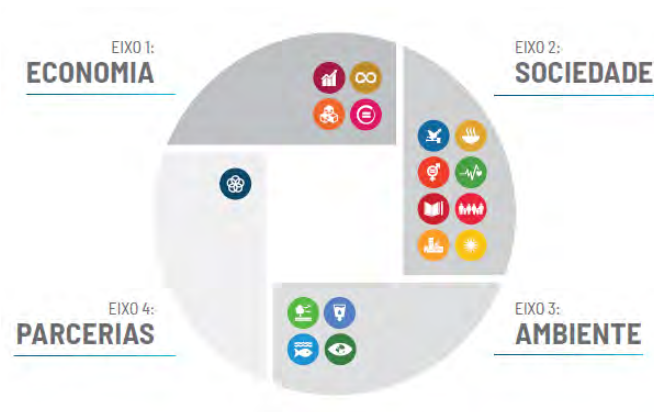 EIXO 1:
ECONOMIA
EIXO 2:
SOCIEDADE
EIXO 4:
PARCERIAS
EIXO 3:
AMBIENTE